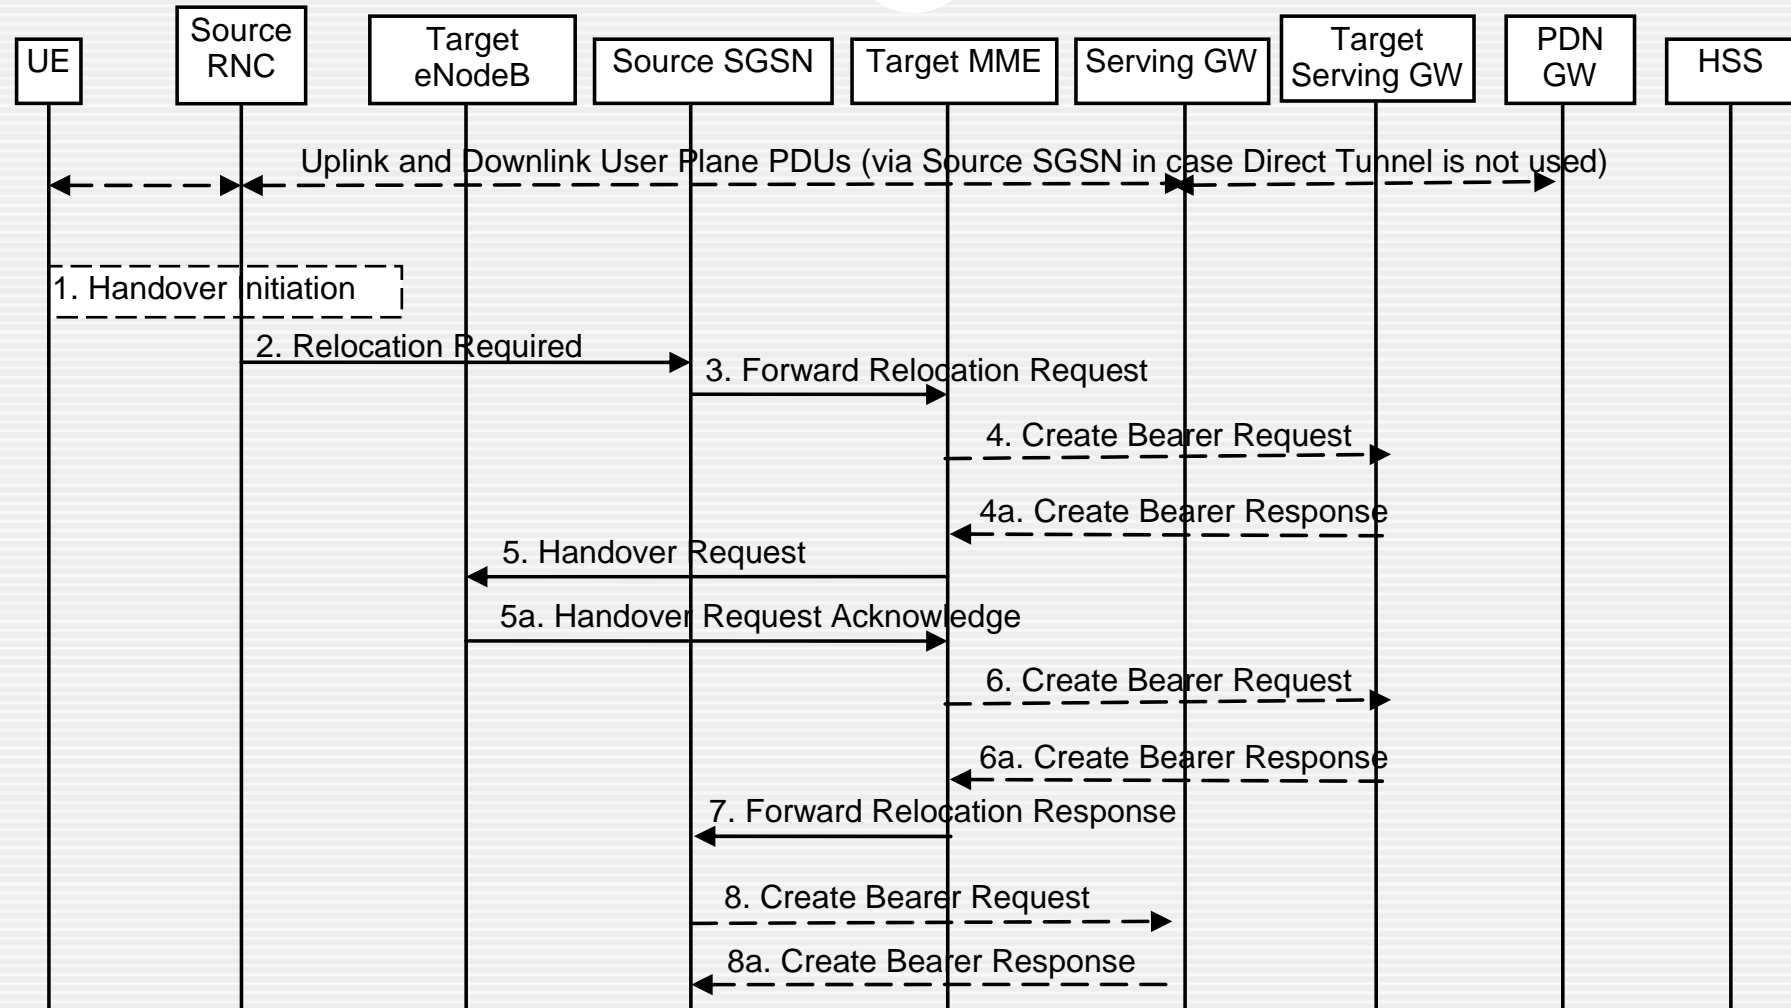 UE
Source
RNC
Target
eNodeB
Source SGSN
Target MME
Serving GW
Target
Serving GW
PDN
GW
HSS
Uplink and Downlink User Plane PDUs (via Source SGSN in case Direct Tunnel is not used)
1. Handover Initiation
2. Relocation Required
3. Forward Relocation Request
4. Create Bearer Request
4a. Create Bearer Response
5. Handover Request
5a. Handover Request Acknowledge
6. Create Bearer Request
6a. Create Bearer Response
7. Forward Relocation Response
8. Create Bearer Request
8a. Create Bearer Response